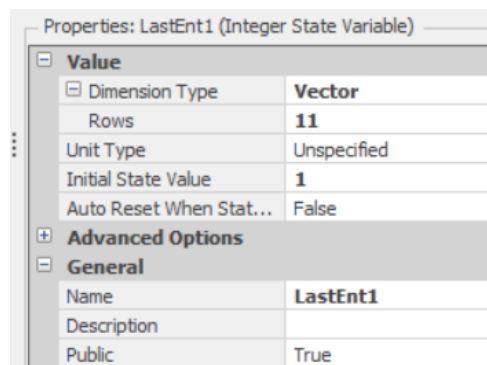 Properties: LastEnt1 (Integer State Variable)
Value
Dimension Type Vector
Rows 11
Unit Type Unspecified
Initial State Value 1
Auto Reset When Stat... False
Advanced Options
General
Name LastEnt1
Description
Public True